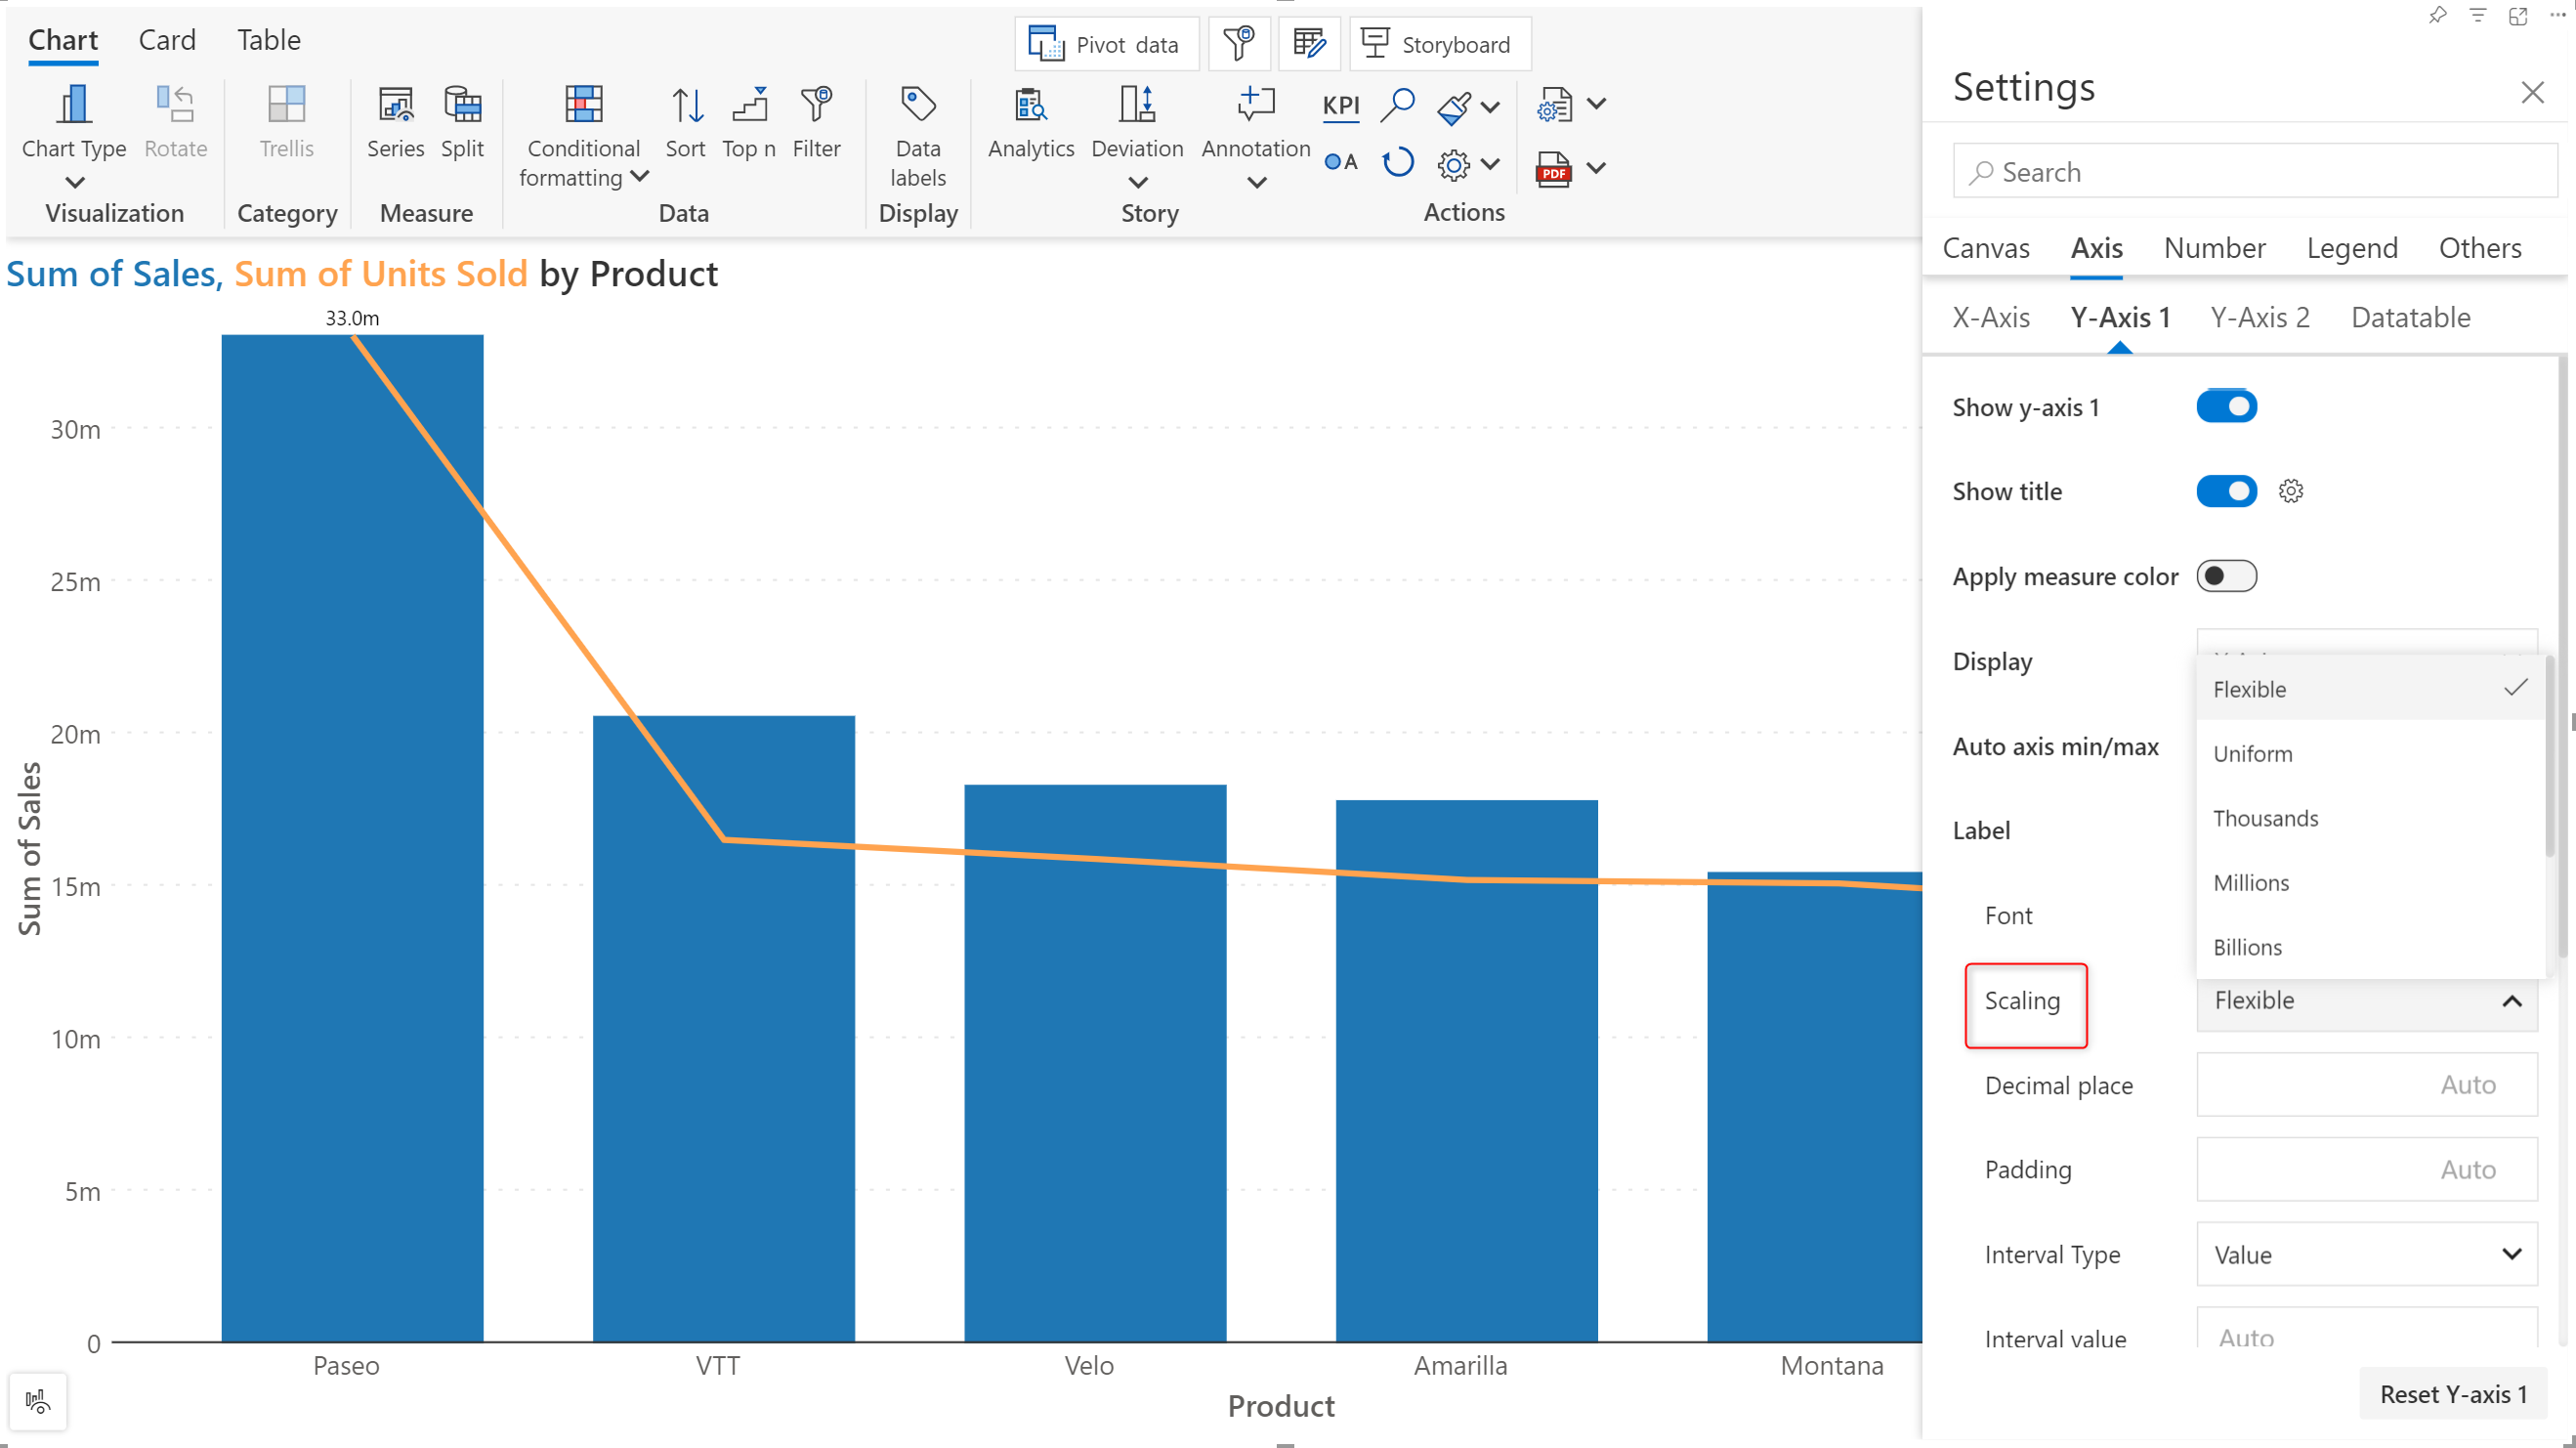 Chart Card Table
Pivot data Storyboard
Settings
Search
Chart Type Rotate Trellis Series Split Conditional formatting Sort Top n Filter Data labels Analytics Deviation Annotation KPI
A
PDF
Visualization Category Measure Data Display Story Actions
Canvas Axis Number Legend Others
X-Axis Y-Axis 1 Y-Axis 2 Datatable
Sum of Sales, Sum of Units Sold by Product
33.0m
30m
25m
20m
15m
10m
5m
0
Sum of Sales
Paseo VTT Velo Amarilla Montana
Product
Show y-axis 1
Show title
Apply measure color
Display
Auto axis min/max
Label
Font
Flexible
Uniform
Thousands
Millions
Billions
Scaling Flexible
Decimal place Auto
Padding Auto
Interval Type Value
Interval value Auto
Reset Y-axis 1